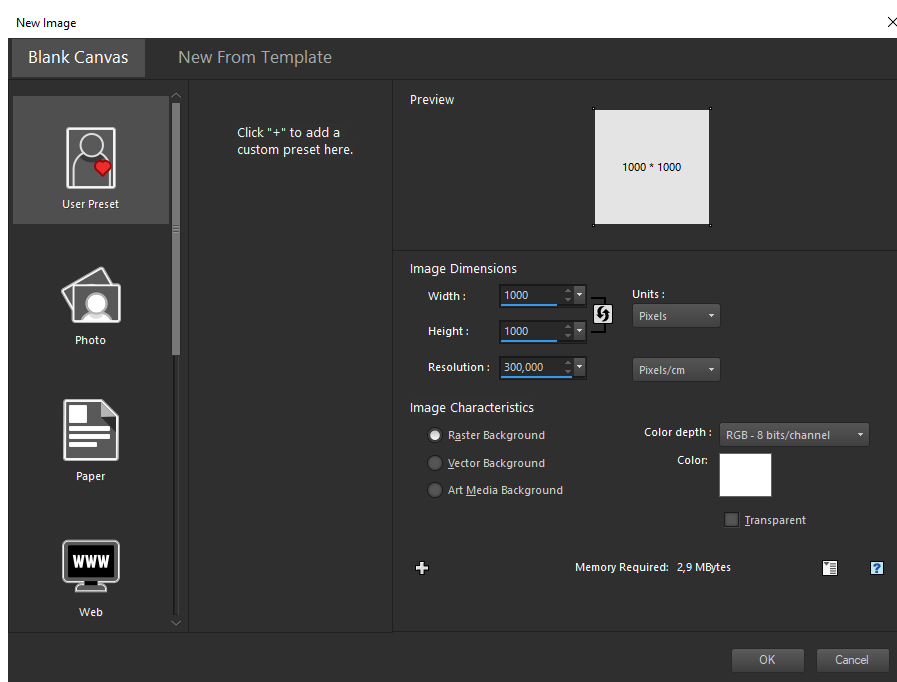 New Image
Blank Canvas
New From Template
User Preset
Photo
Paper
WWW
Web
Click "+" to add a
custom preset here.
Preview
1000 * 1000
Image Dimensions
Width :
1000
Units :
Pixels
Height :
1000
Resolution :
300,000
Pixels/cm
Image Characteristics
Raster Background
Vector Background
Art Media Background
Color depth :
RGB - 8 bits/channel
Color:
Transparent
Memory Required: 2,9 MBytes
?
OK
Cancel